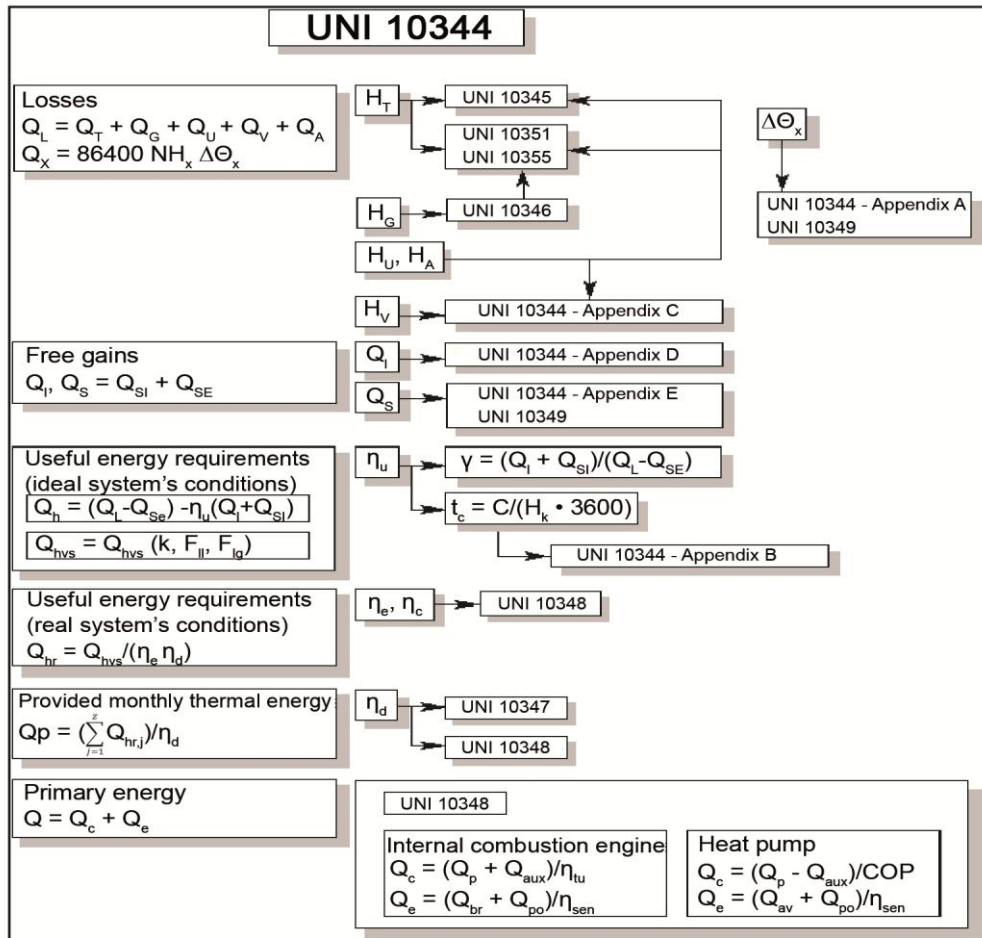 UNI 10344
Losses
Q_L = Q_T + Q_G + Q_U + Q_V + Q_A
Q_X = 86400 NH_x ΔΘ_x
H_T
UNI 10345
UNI 10351
UNI 10355
H_G
UNI 10346
H_U, H_A
ΔΘ_x
UNI 10344 - Appendix A
UNI 10349
H_V
UNI 10344 - Appendix C
Free gains
Q_I, Q_S = Q_SI + Q_SE
Q_I
UNI 10344 - Appendix D
Q_S
UNI 10344 - Appendix E
UNI 10349
Useful energy requirements
(ideal system's conditions)
Q_h = (Q_L-Q_Se) -η_u(Q_I+Q_SI)
Q_hvs = Q_hvs (k, F_Il, F_Ig)
η_u
γ = (Q_I + Q_SI)/(Q_L-Q_SE)
t_c = C/(H_k • 3600)
UNI 10344 - Appendix B
Useful energy requirements
(real system's conditions)
Q_hr = Q_hvs/(η_e η_d)
η_e, η_c
UNI 10348
Provided monthly thermal energy
Qp = (∑_{j=1}^{z} Q_hr,j)/η_d
η_d
UNI 10347
UNI 10348
Primary energy
Q = Q_c + Q_e
UNI 10348
Internal combustion engine
Q_c = (Q_p + Q_aux)/η_tu
Q_e = (Q_br + Q_po)/η_sen
Heat pump
Q_c = (Q_p - Q_aux)/COP
Q_e = (Q_av + Q_po)/η_sen